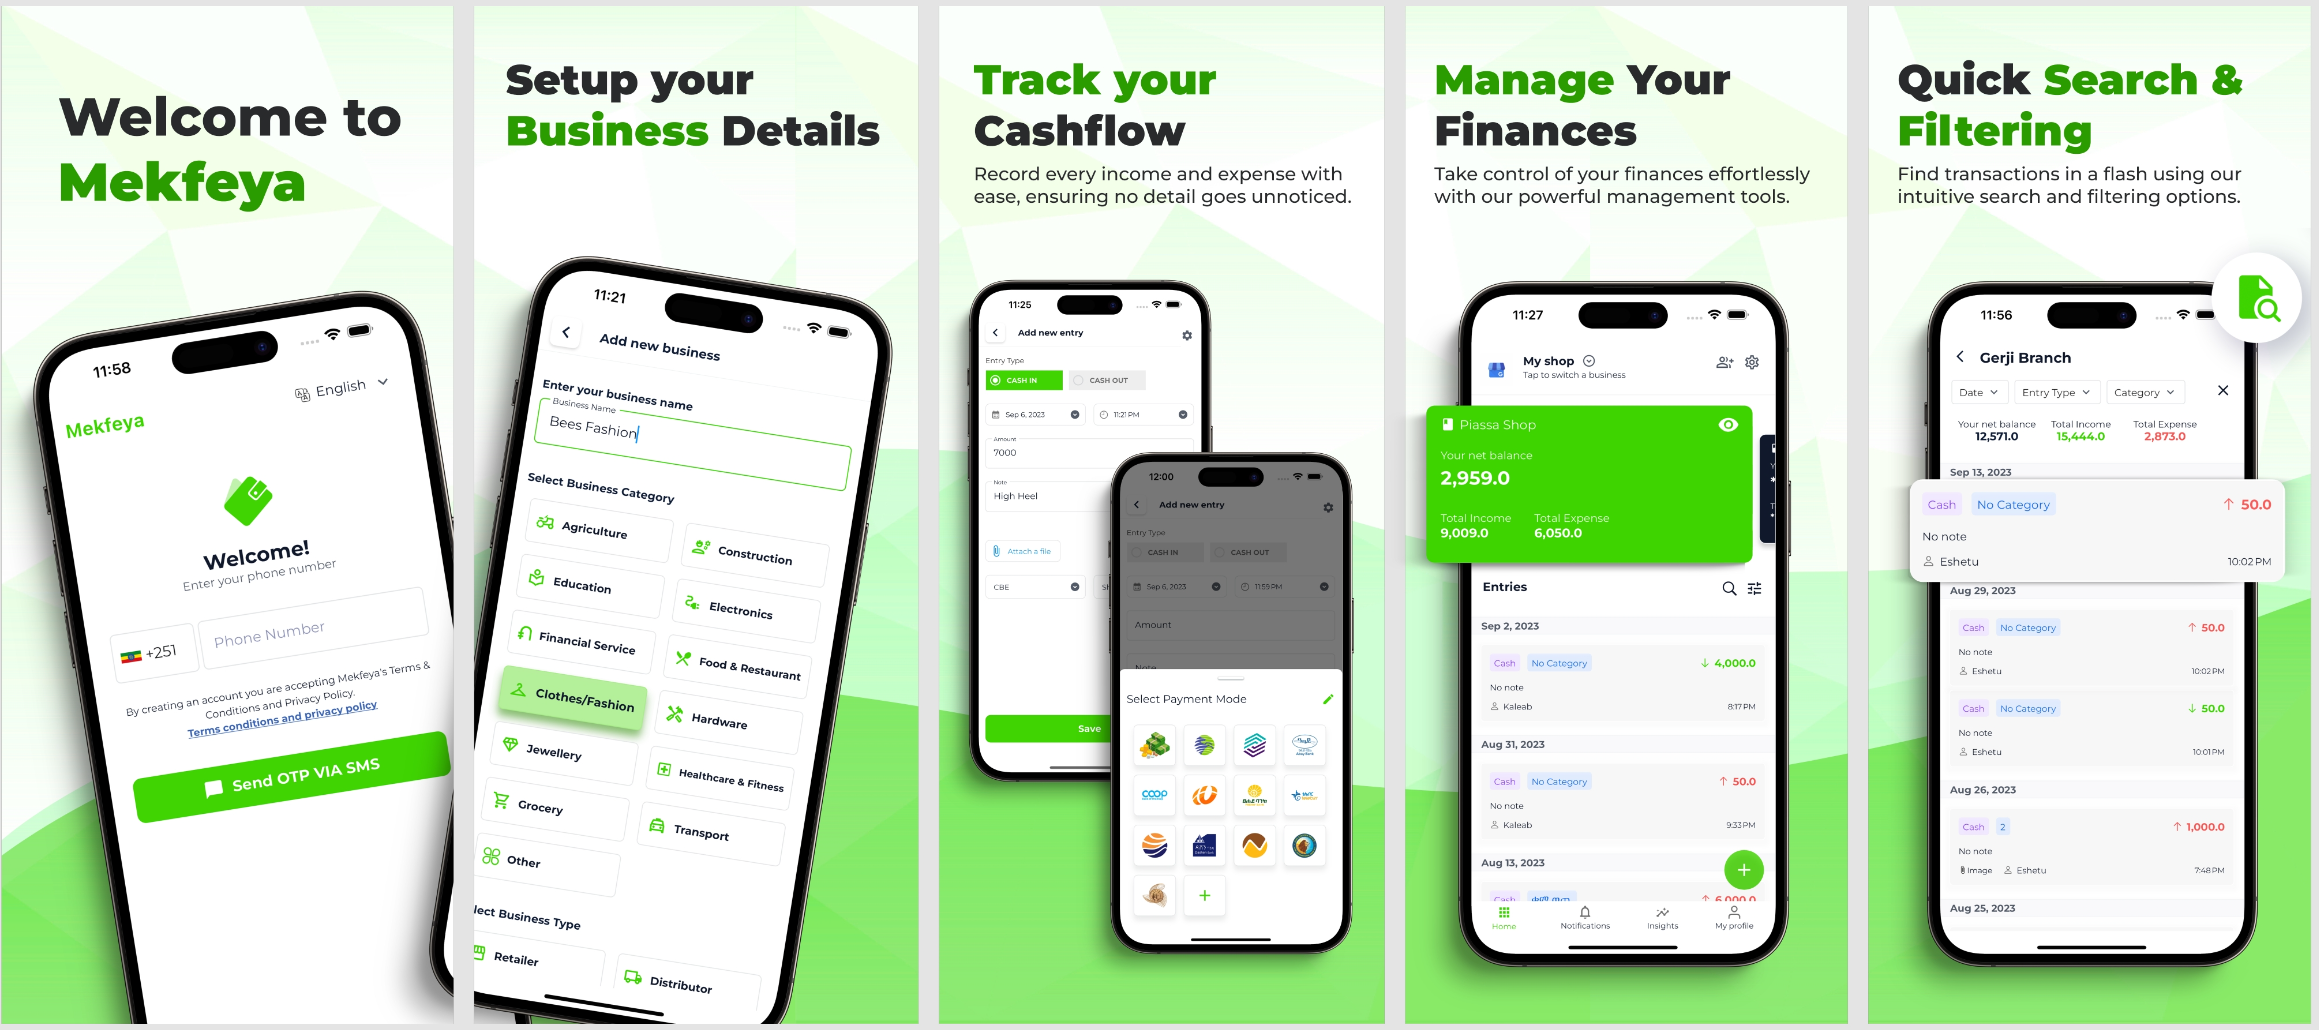 Welcome to
Mekfeya
11:58
English
Mekfeya
Welcome!
Enter your phone number
+251
Phone Number
By creating an account you are accepting Mekfeya's Terms &
Conditions and Privacy Policy.
Terms conditions and privacy policy
Send OTP VIA SMS
Setup your
Business Details
11:21
Add new business
Enter your business name
Business Name
Bees Fashion
Select Business Category
Agriculture
Construction
Education
Electronics
Financial Service
Food & Restaurant
Clothes/Fashion
Hardware
Jewellery
Healthcare & Fitness
Grocery
Transport
Other
lect Business Type
Retailer
Distributor
Track your
Cashflow
Record every income and expense with
ease, ensuring no detail goes unnoticed.
11:25
Add new entry
Entry Type
CASH IN
CASH OUT
Sep 6, 2023
11:21 PM
Amount
7000
Note
High Heel
Attach a file
CBE
Save
12:00
Add new entry
Entry Type
CASH IN
CASH OUT
Sep 6, 2023
11:59 PM
Amount
Note
Select Payment Mode
COOP
Manage Your
Finances
Take control of your finances effortlessly
with our powerful management tools.
11:27
My shop
Tap to switch a business
Piassa Shop
Your net balance
2,959.0
Total Income
Total Expense
9,009.0
6,050.0
Entries
Sep 2, 2023
Cash
No Category
4,000.0
No note
Kaleab
8:17 PM
Aug 31, 2023
Cash
No Category
50.0
No note
Kaleab
9:33 PM
Aug 13, 2023
Cash
6,000.0
Home
Notifications
Insights
My profile
Quick Search &
Filtering
Find transactions in a flash using our
intuitive search and filtering options.
11:56
Gerji Branch
Date
Entry Type
Category
Your net balance
Total Income
Total Expense
12,571.0
15,444.0
2,873.0
Sep 13, 2023
Cash
No Category
50.0
No note
Eshetu
10:02 PM
Aug 29, 2023
Cash
No Category
50.0
No note
Eshetu
10:02 PM
Cash
No Category
50.0
No note
Eshetu
10:01 PM
Aug 26, 2023
Cash
2
1,000.0
No note
Image
Eshetu
7:48 PM
Aug 25, 2023